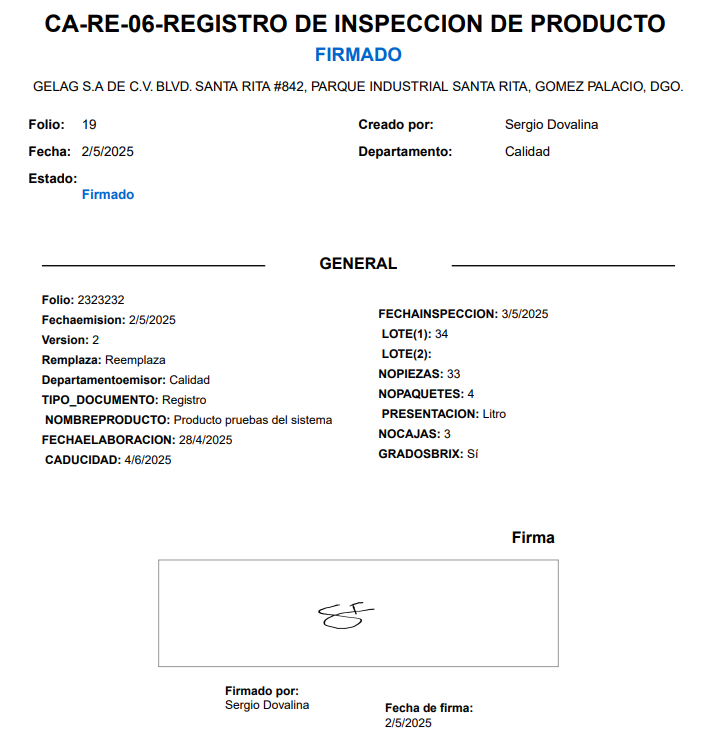 CA-RE-06-REGISTRO DE INSPECCION DE PRODUCTO
FIRMADO
GELAG S.A DE C.V. BLVD. SANTA RITA #842, PARQUE INDUSTRIAL SANTA RITA, GOMEZ PALACIO, DGO.
Folio: 19
Creado por: Sergio Dovalina
Fecha: 2/5/2025
Departamento: Calidad
Estado:
Firmado
GENERAL
Folio: 2323232
Fechaemision: 2/5/2025
Version: 2
Remplaza: Reemplaza
Departamentoemisor: Calidad
TIPO_DOCUMENTO: Registro
NOMBREPRODUCTO: Producto pruebas del sistema
FECHAELABORACION: 28/4/2025
CADUCIDAD: 4/6/2025
FECHAINSPECCION: 3/5/2025
LOTE(1): 34
LOTE(2):
NOPIEZAS: 33
NOPAQUETES: 4
PRESENTACION: Litro
NOCAJAS: 3
GRADOSBRIX: Sí
Firma
Firmado por:
Sergio Dovalina
Fecha de firma:
2/5/2025